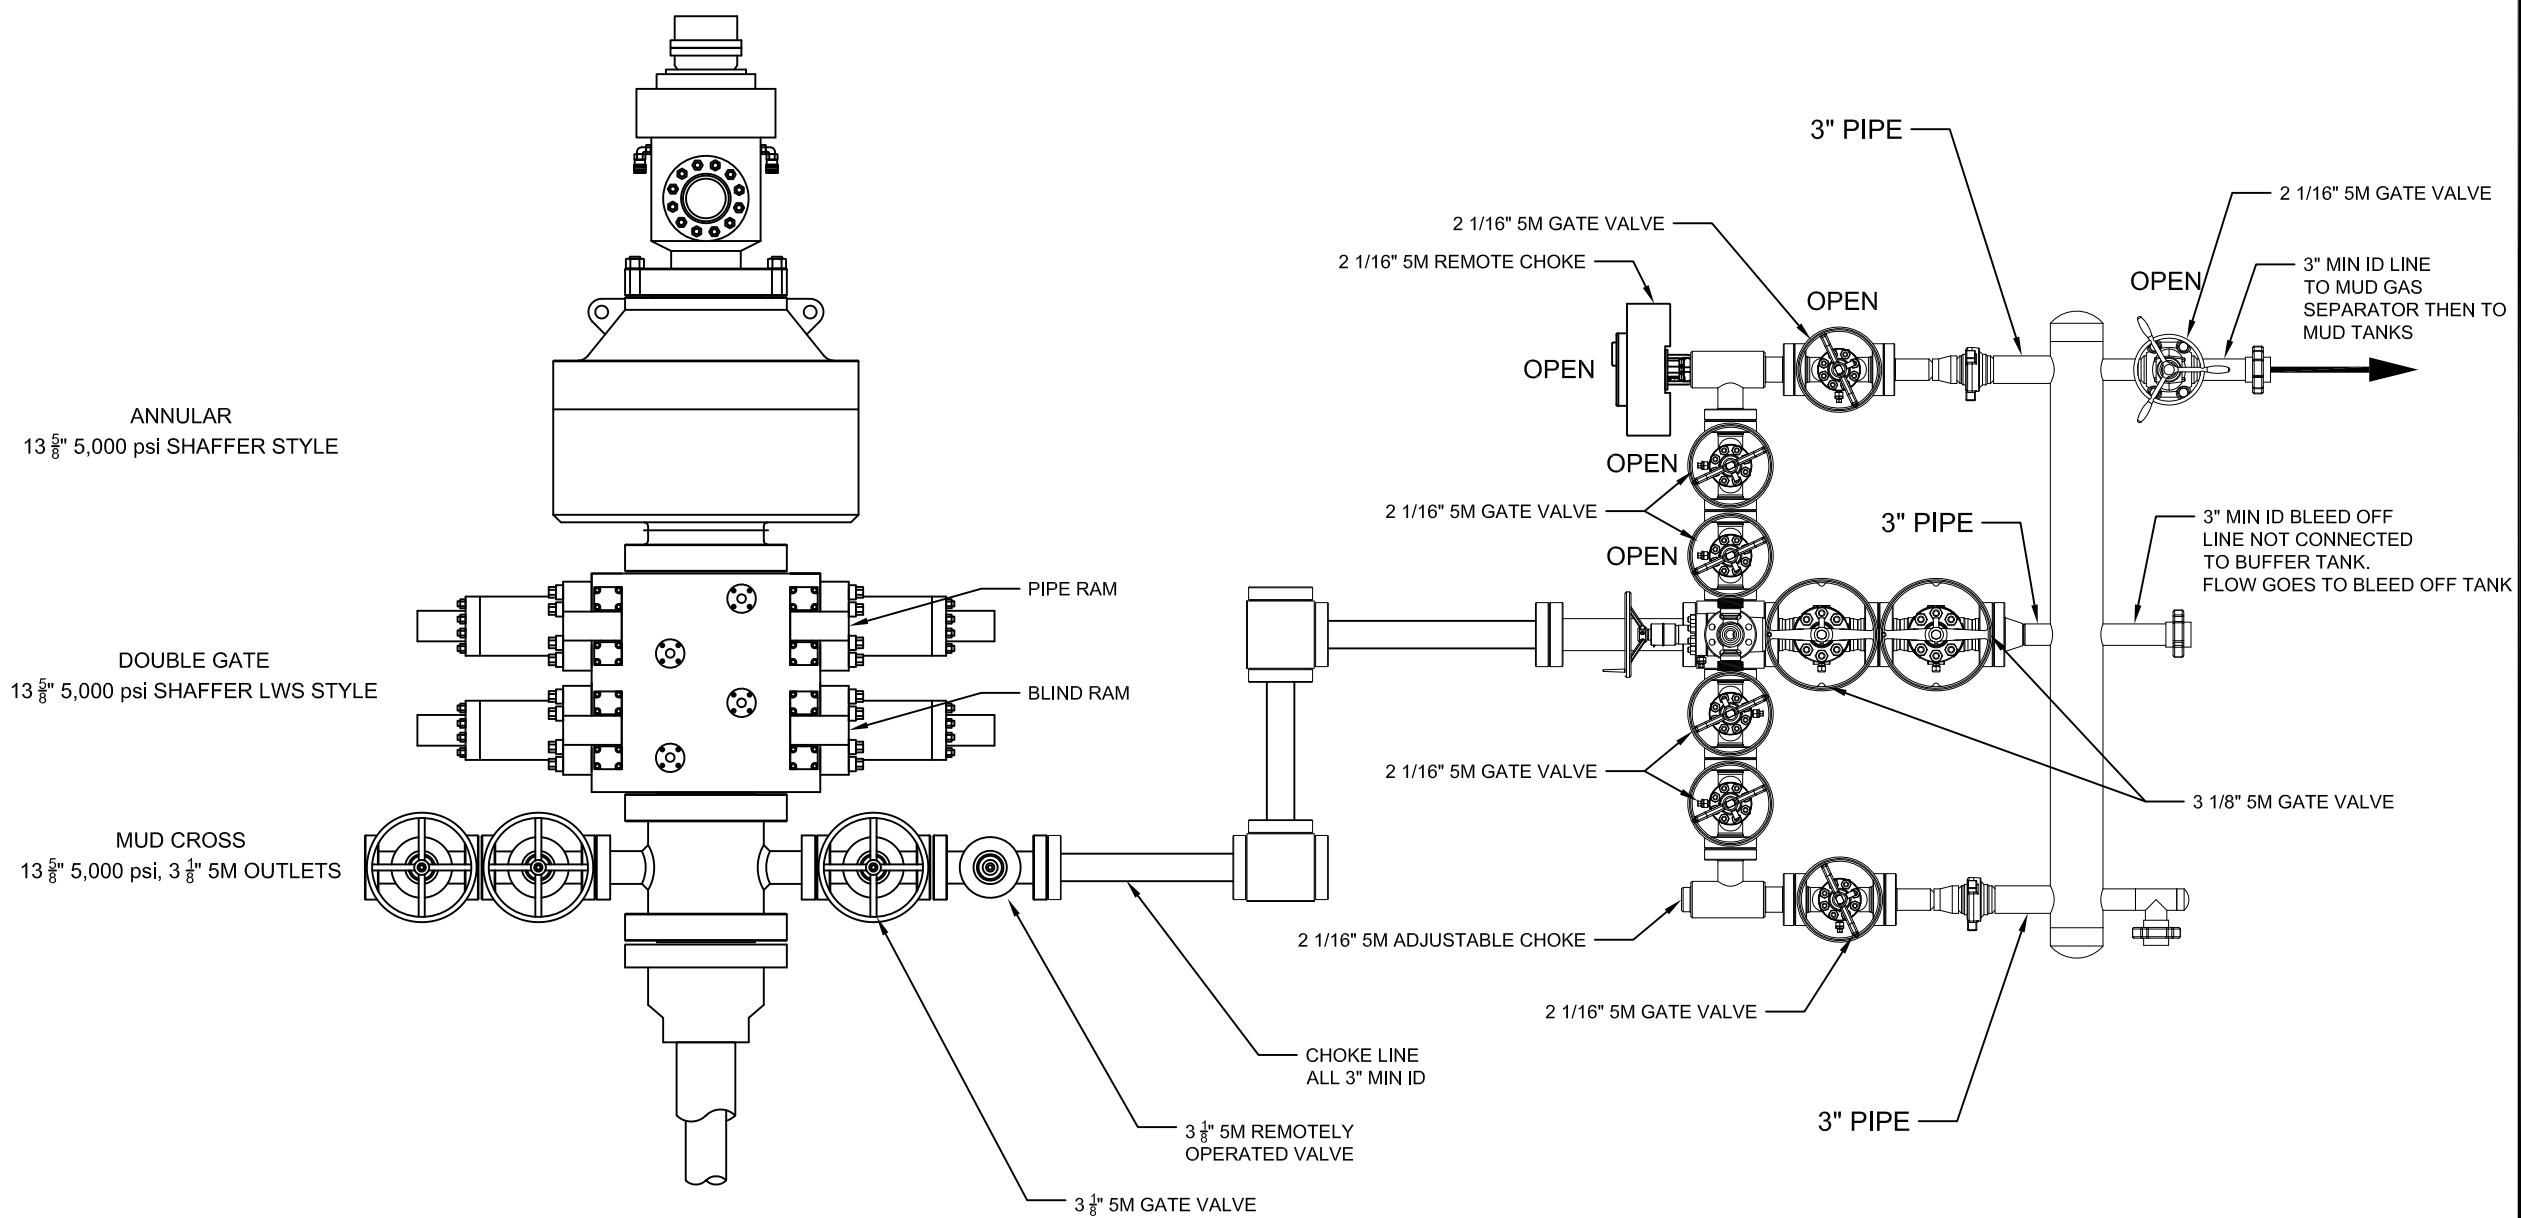 ANNULAR
13 5/8" 5,000 psi SHAFFER STYLE
DOUBLE GATE
13 5/8" 5,000 psi SHAFFER LWS STYLE
MUD CROSS
13 5/8" 5,000 psi, 3 1/8" 5M OUTLETS
PIPE RAM
BLIND RAM
CHOKE LINE
ALL 3" MIN ID
3 1/8" 5M REMOTELY
OPERATED VALVE
3 1/8" 5M GATE VALVE
3" PIPE
2 1/16" 5M GATE VALVE
2 1/16" 5M GATE VALVE
2 1/16" 5M REMOTE CHOKE
OPEN
OPEN
3" MIN ID LINE
TO MUD GAS
SEPARATOR THEN TO
MUD TANKS
OPEN
OPEN
2 1/16" 5M GATE VALVE
OPEN
3" PIPE
3" MIN ID BLEED OFF
LINE NOT CONNECTED
TO BUFFER TANK.
FLOW GOES TO BLEED OFF TANK
2 1/16" 5M GATE VALVE
3 1/8" 5M GATE VALVE
2 1/16" 5M ADJUSTABLE CHOKE
2 1/16" 5M GATE VALVE
3" PIPE